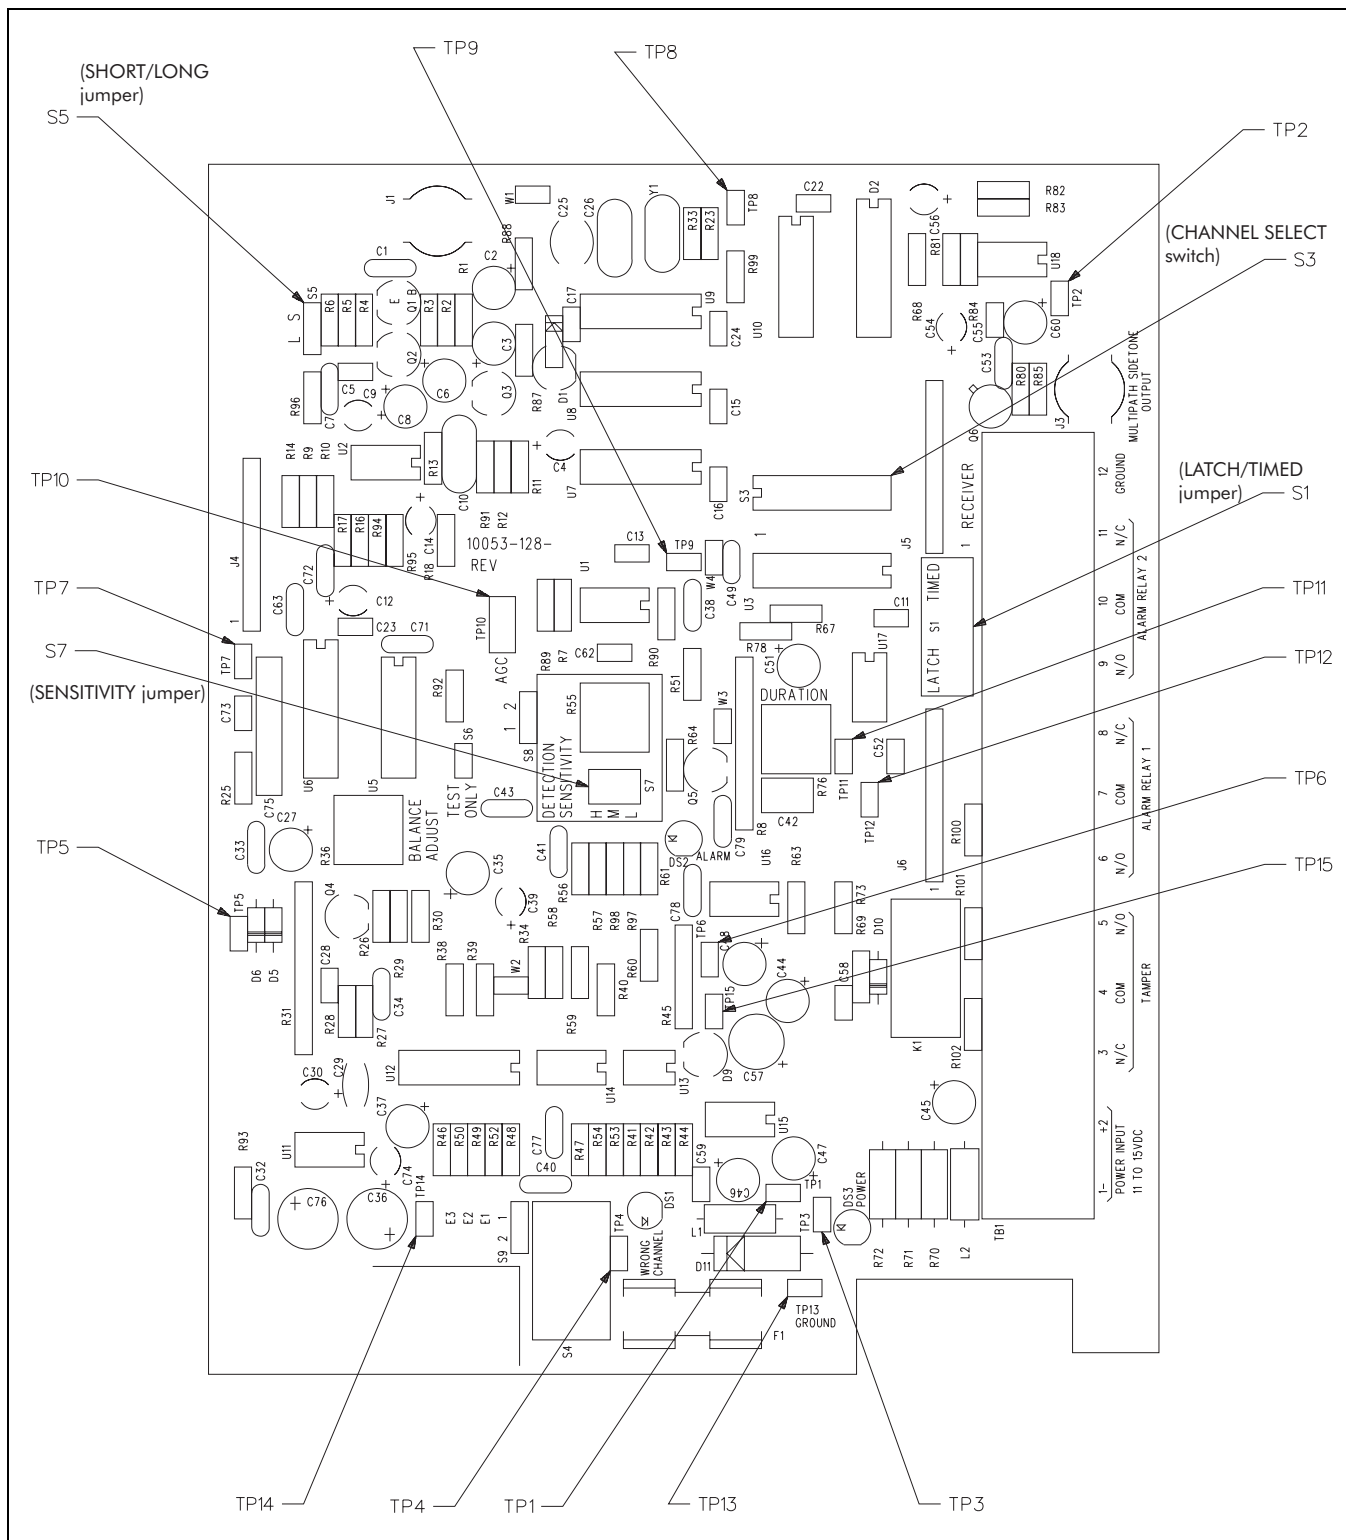 TP9
TP8
(SHORT/LONG
jumper)
S5
TP2
(CHANNEL SELECT
switch)
S3
TP10
(LATCH/TIMED
jumper)
S1
TP7
TP11
S7
(SENSITIVITY jumper)
TP12
TP6
TP5
TP15
TP14
TP4
TP1
TP13
TP3
J1
W1
C25
C26
Y1
R33
R23
TP8
C22
D2
C56
R82
R83
R88
C1
R1
C2
R99
R81
U18
TP2
S5
L S
R6
R5
R4
E
Q1
B
R3
R2
C17
U9
C24
U10
R68
C54
C55
R84
C60
C3
Q2
C5
C9
C6
Q3
R87
D1
U8
C15
C53
R80
R85
R96
C7
C8
Q6
J3
MULTIPATH SIDETONE
OUTPUT
R14
R9
R10
U2
R13
C10
R11
C4
U7
C16
S3
1
1 RECEIVER
12
GROUND
R17
R16
R94
R95
C14
R18
R91
R12
10053-128-
REV
C13
TP9
W4
C49
J5
11
N/C
J4
1
C72
C63
C12
C23
C71
TP10
AGC
U1
C38
U3
R67
R78
C11
U17
LATCH S1 TIMED
10
COM
ALARM RELAY 2
9
N/O
TP7
C73
R25
R92
R89
R7
C62
R90
R51
C51
DURATION
W3
S6
TEST
ONLY
S8
1 2
R55
DETECTION
SENSITIVITY
H M L
S7
R64
Q5
TP11
C52
TP12
R76
C42
8
N/C
7
COM
ALARM RELAY 1
6
N/O
C75
U6
U5
C43
C33
C27
R36
BALANCE
ADJUST
C35
C41
R56
R61
DS2
ALARM
C79
R8
U16
R63
J6
1
R100
R101
TP5
D6
D5
Q4
R26
R30
R29
C28
C34
R27
R28
R31
R38
R39
C39
R34
W2
R58
R57
R98
R97
R59
R40
R60
C78
TP6
R45
TP15
C44
C57
D9
R73
R69
D10
C58
K1
R102
5
N/O
4
COM
TAMPER
3
N/C
C30
C29
C37
U12
U14
U13
U15
C45
R93
C32
U11
C74
C76
C36
TP14
R46
R50
R49
R52
R48
C77
C40
R47
R54
R53
R41
R42
R43
R44
C59
C46
C47
TP1
TP3
DS3
POWER
E3
E2
E1
S9
2 1
S4
TP4
DS1
WRONG
CHANNEL
L1
D11
TP13
GROUND
F1
R72
R71
R70
L2
TB1
1- +2
POWER INPUT
11 TO 15VDC